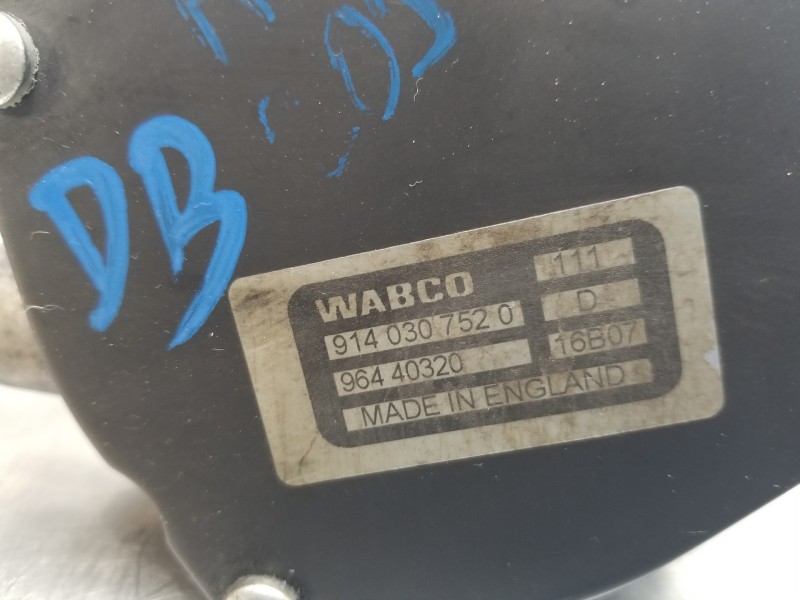 DB
WABCO 111
914 030 752 0 D
964 40320 16B07
MADE IN ENGLAND